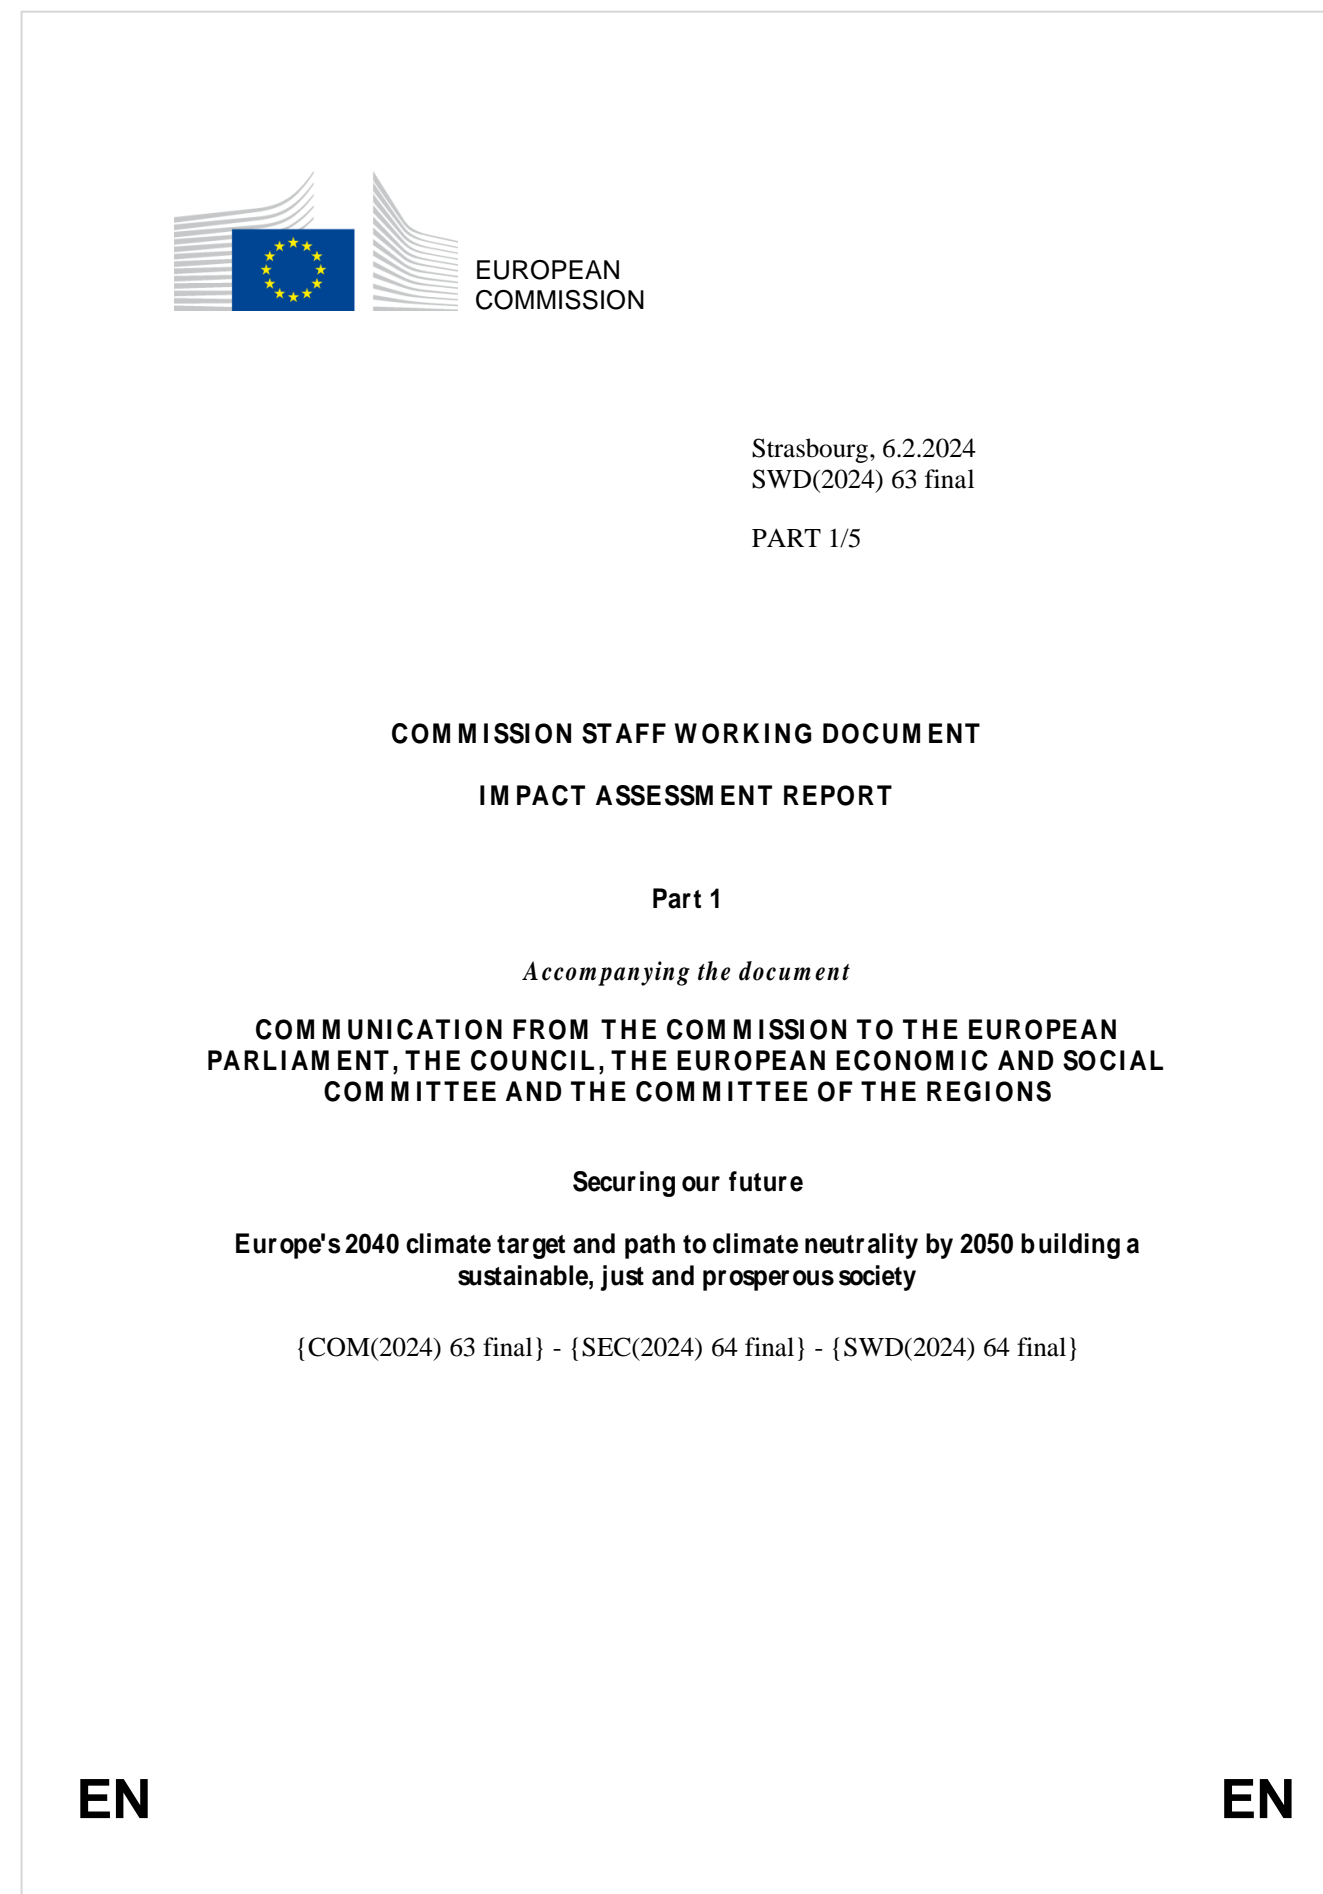 EUROPEAN
COMMISSION
Strasbourg, 6.2.2024
SWD(2024) 63 final
PART 1/5
COMMISSION STAFF WORKING DOCUMENT
IMPACT ASSESSMENT REPORT
Part 1
Accompanying the document
COMMUNICATION FROM THE COMMISSION TO THE EUROPEAN
PARLIAMENT, THE COUNCIL, THE EUROPEAN ECONOMIC AND SOCIAL
COMMITTEE AND THE COMMITTEE OF THE REGIONS
Securing our future
Europe's 2040 climate target and path to climate neutrality by 2050 building a
sustainable, just and prosperous society
{COM(2024) 63 final} - {SEC(2024) 64 final} - {SWD(2024) 64 final}
EN EN